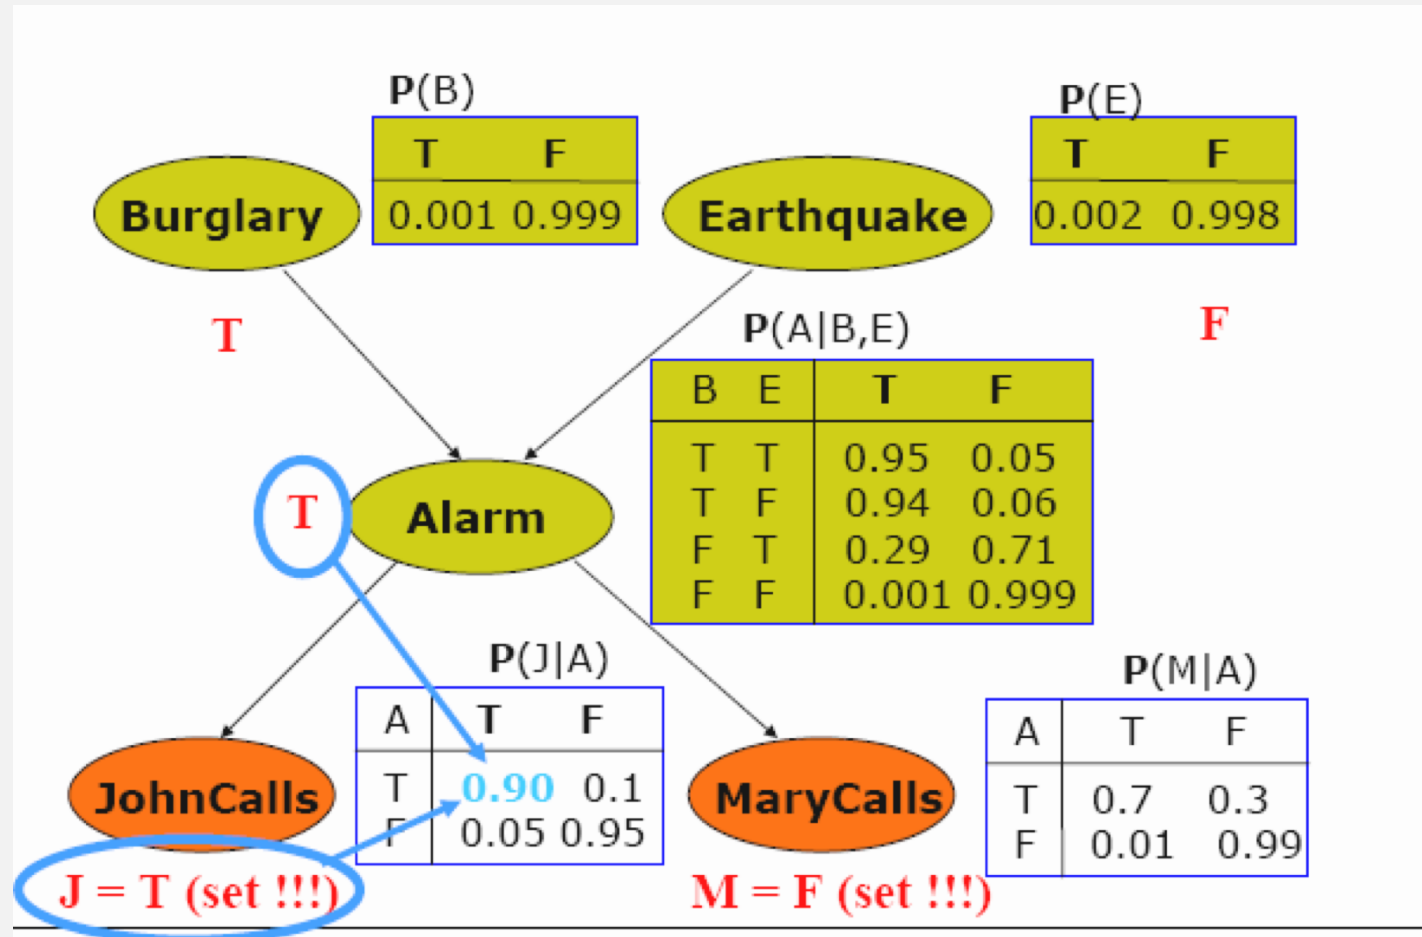 P(B)
T F
0.001 0.999
P(E)
T F
0.002 0.998
Burglary
Earthquake
T
F
P(A|B,E)
B E T F
T T 0.95 0.05
T F 0.94 0.06
F T 0.29 0.71
F F 0.001 0.999
T
Alarm
P(J|A)
A T F
T 0.90 0.1
F 0.05 0.95
P(M|A)
A T F
T 0.7 0.3
F 0.01 0.99
JohnCalls
MaryCalls
J = T (set !!!)
M = F (set !!!)